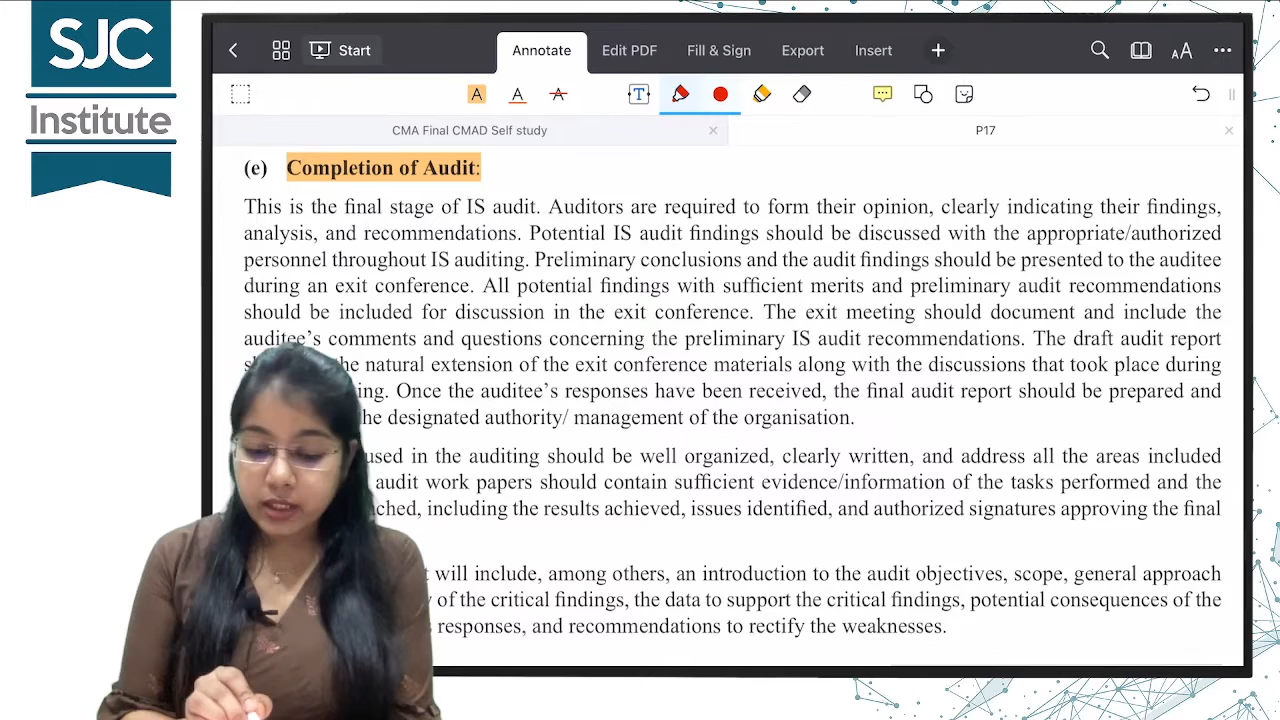 SJC
Institute
Start
Annotate
Edit PDF
Fill & Sign
Export
Insert
AA
A
A
A
T
CMA Final CMAD Self study
P17
(e) Completion of Audit:
This is the final stage of IS audit. Auditors are required to form their opinion, clearly indicating their findings,
analysis, and recommendations. Potential IS audit findings should be discussed with the appropriate/authorized
personnel throughout IS auditing. Preliminary conclusions and the audit findings should be presented to the auditee
during an exit conference. All potential findings with sufficient merits and preliminary audit recommendations
should be included for discussion in the exit conference. The exit meeting should document and include the
auditee's comments and questions concerning the preliminary IS audit recommendations. The draft audit report
the natural extension of the exit conference materials along with the discussions that took place during
Once the auditee's responses have been received, the final audit report should be prepared and
the designated authority/ management of the organisation.
used in the auditing should be well organized, clearly written, and address all the areas included
audit work papers should contain sufficient evidence/information of the tasks performed and the
including the results achieved, issues identified, and authorized signatures approving the final
will include, among others, an introduction to the audit objectives, scope, general approach
of the critical findings, the data to support the critical findings, potential consequences of the
responses, and recommendations to rectify the weaknesses.